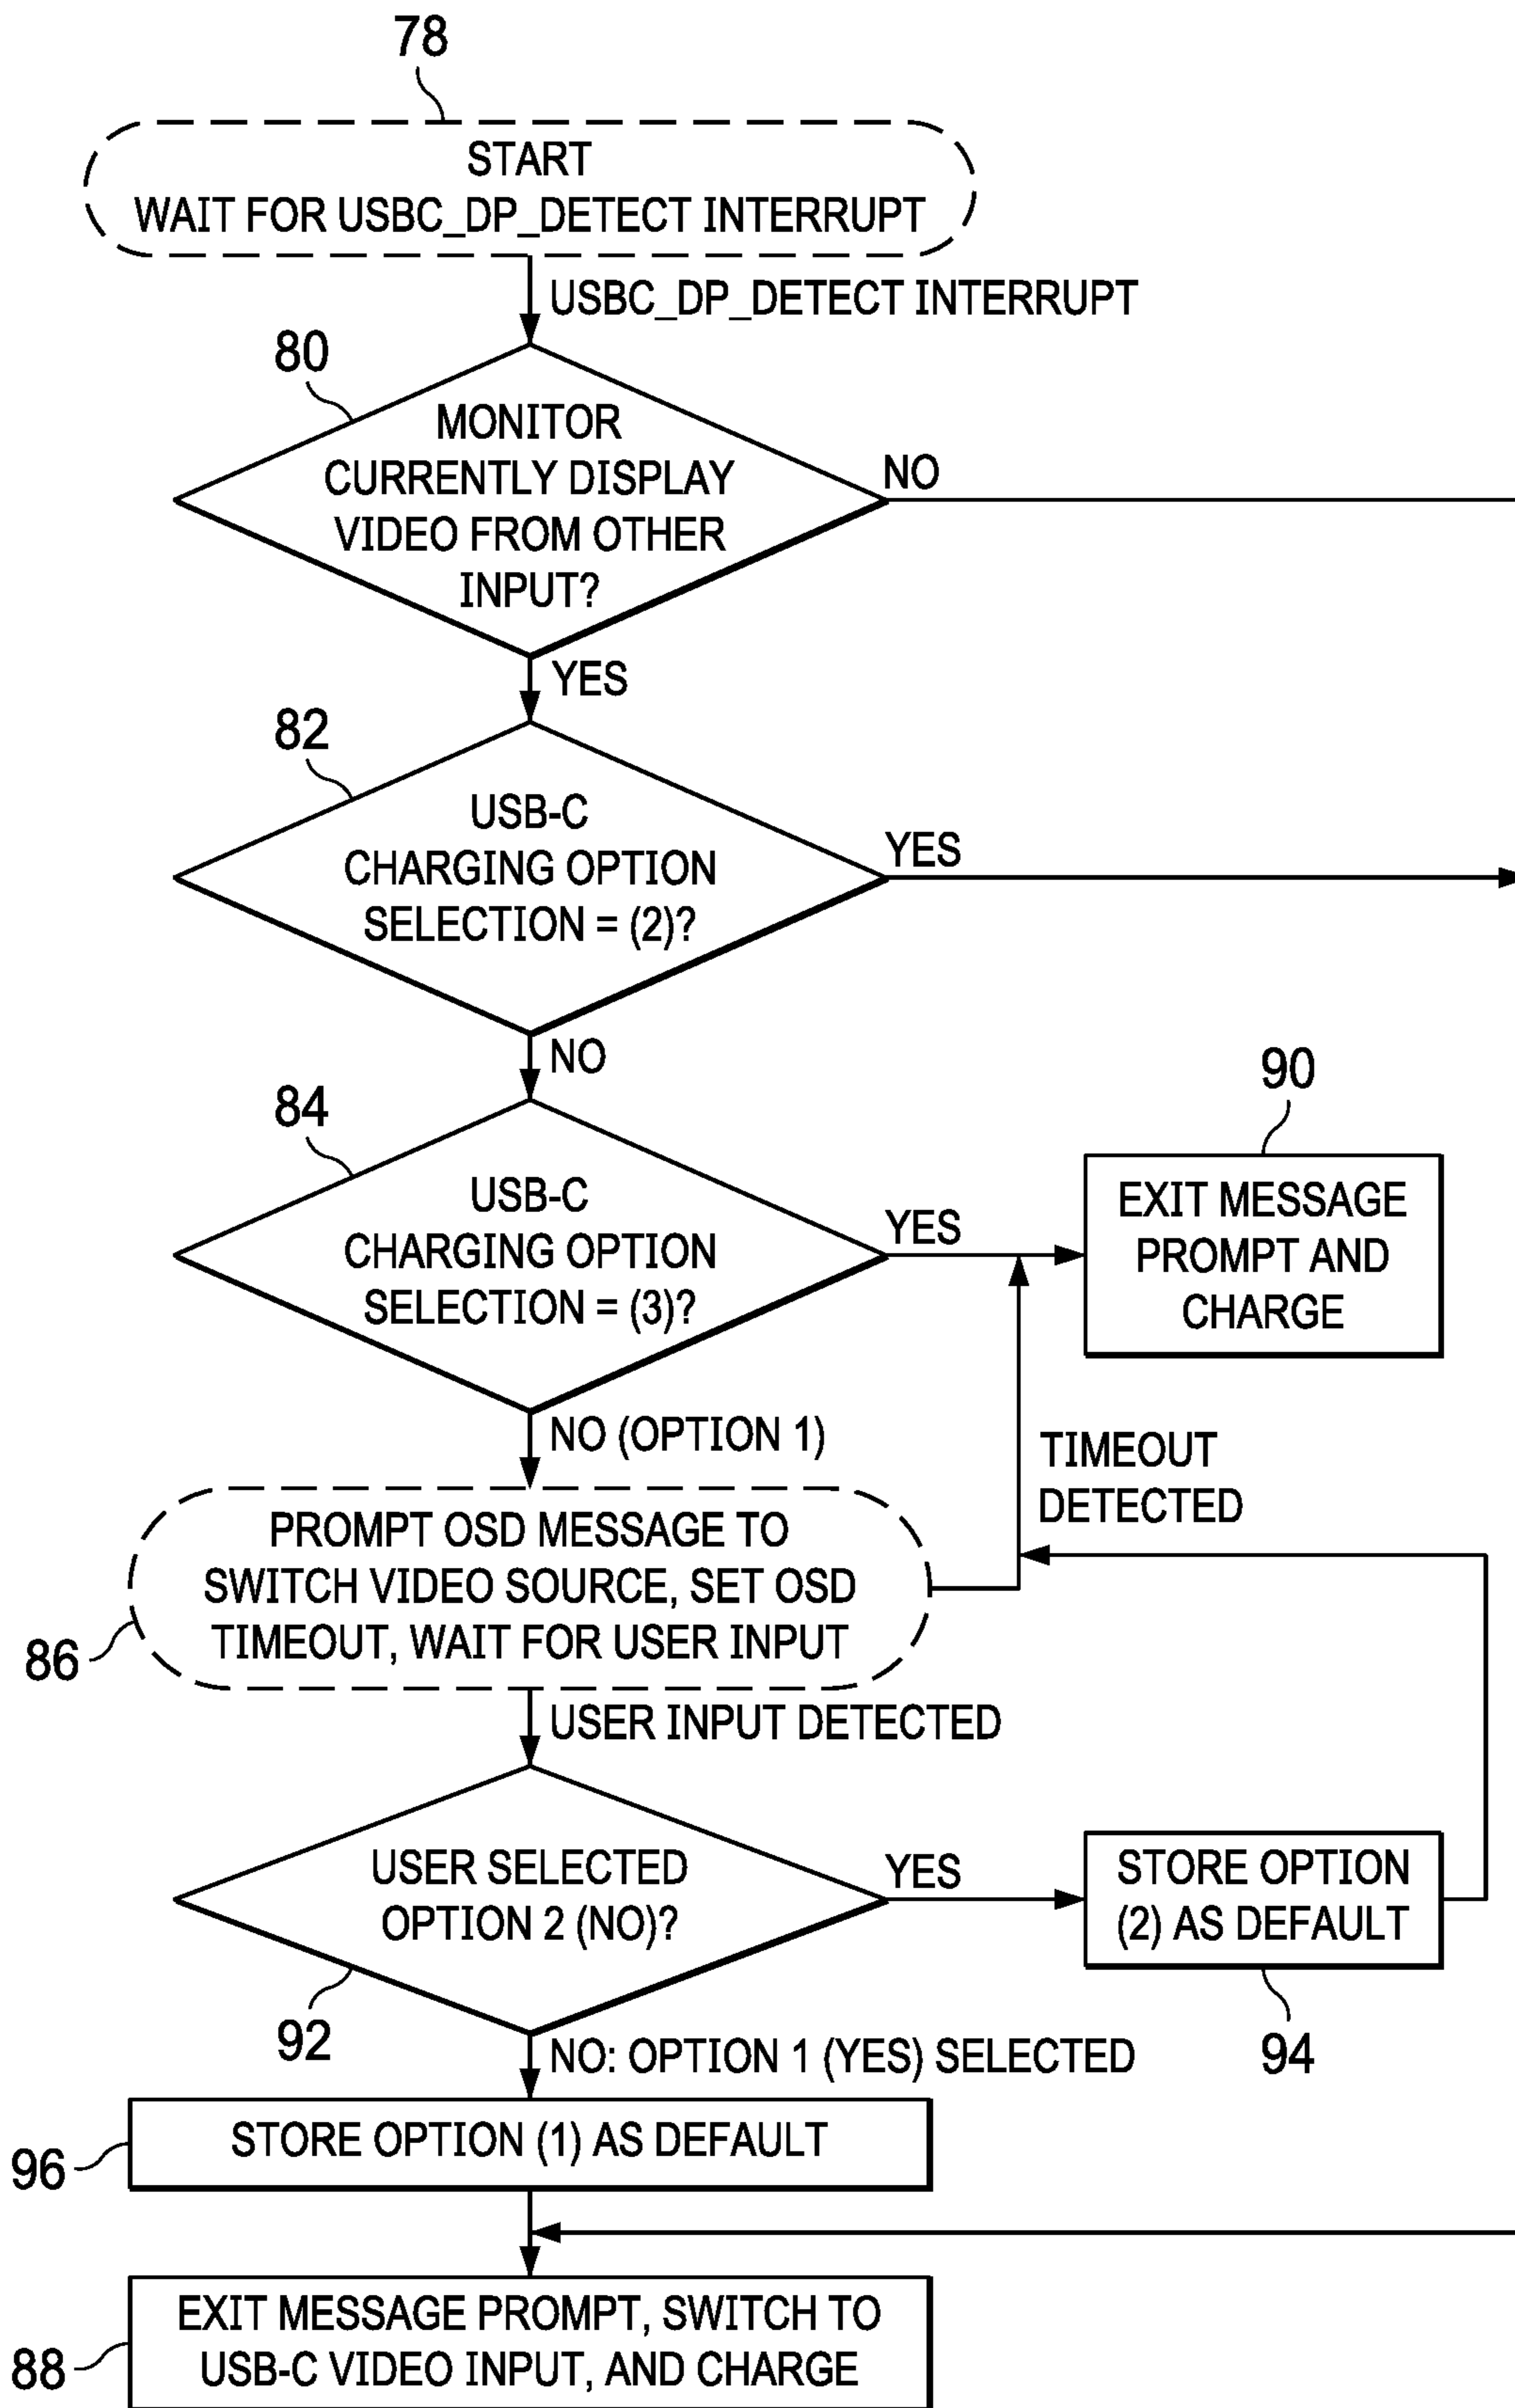 78
START
WAIT FOR USBC_DP_DETECT INTERRUPT
USBC_DP_DETECT INTERRUPT
80
MONITOR
CURRENTLY DISPLAY
VIDEO FROM OTHER
INPUT?
NO
YES
82
USB-C
CHARGING OPTION
SELECTION = (2)?
YES
NO
84
USB-C
CHARGING OPTION
SELECTION = (3)?
YES
90
EXIT MESSAGE
PROMPT AND
CHARGE
NO (OPTION 1)
TIMEOUT
DETECTED
PROMPT OSD MESSAGE TO
SWITCH VIDEO SOURCE, SET OSD
TIMEOUT, WAIT FOR USER INPUT
86
USER INPUT DETECTED
USER SELECTED
OPTION 2 (NO)?
92
YES
STORE OPTION
(2) AS DEFAULT
94
NO: OPTION 1 (YES) SELECTED
STORE OPTION (1) AS DEFAULT
96
EXIT MESSAGE PROMPT, SWITCH TO
USB-C VIDEO INPUT, AND CHARGE
88